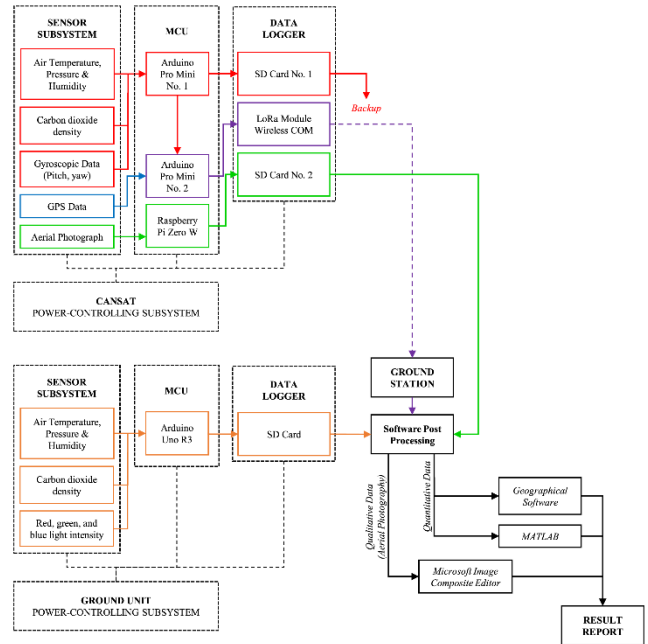 SENSOR
SUBSYSTEM
MCU
DATA
LOGGER
Air Temperature,
Pressure &
Humidity
Arduino
Pro Mini
No. 1
SD Card No. 1
Backup
Carbon dioxide
density
LoRa Module
Wireless COM
Gyroscopic Data
(Pitch, yaw)
Arduino
Pro Mini
No. 2
SD Card No. 2
GPS Data
Raspberry
Pi Zero W
Aerial Photograph
CANSAT
POWER-CONTROLLING SUBSYSTEM
GROUND
STATION
SENSOR
SUBSYSTEM
MCU
DATA
LOGGER
Air Temperature,
Pressure &
Humidity
Arduino
Uno R3
SD Card
Software Post
Processing
Carbon dioxide
density
Red, green, and
blue light intensity
Qualitative Data
(Aerial Photography)
Quantitative Data
Geographical
Software
MATLAB
Microsoft Image
Composite Editor
GROUND UNIT
POWER-CONTROLLING SUBSYSTEM
RESULT
REPORT